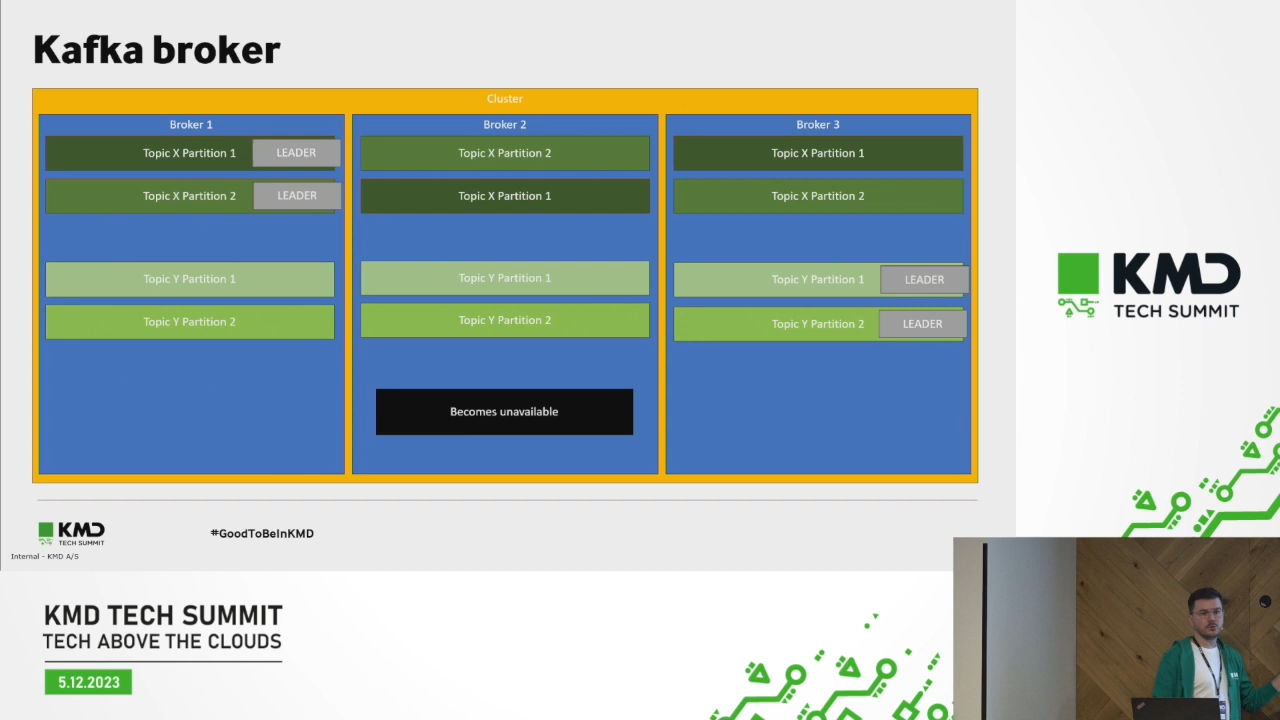 Kafka broker
Cluster
Broker 1
Topic X Partition 1
LEADER
Topic X Partition 2
LEADER
Topic Y Partition 1
Topic Y Partition 2
Broker 2
Topic X Partition 2
Topic X Partition 1
Topic Y Partition 1
Topic Y Partition 2
Becomes unavailable
Broker 3
Topic X Partition 1
Topic X Partition 2
Topic Y Partition 1
LEADER
Topic Y Partition 2
LEADER
KMD
TECH SUMMIT
#GoodToBeInKMD
Internal - KMD A/S
KMD
TECH SUMMIT
KMD TECH SUMMIT
TECH ABOVE THE CLOUDS
5.12.2023